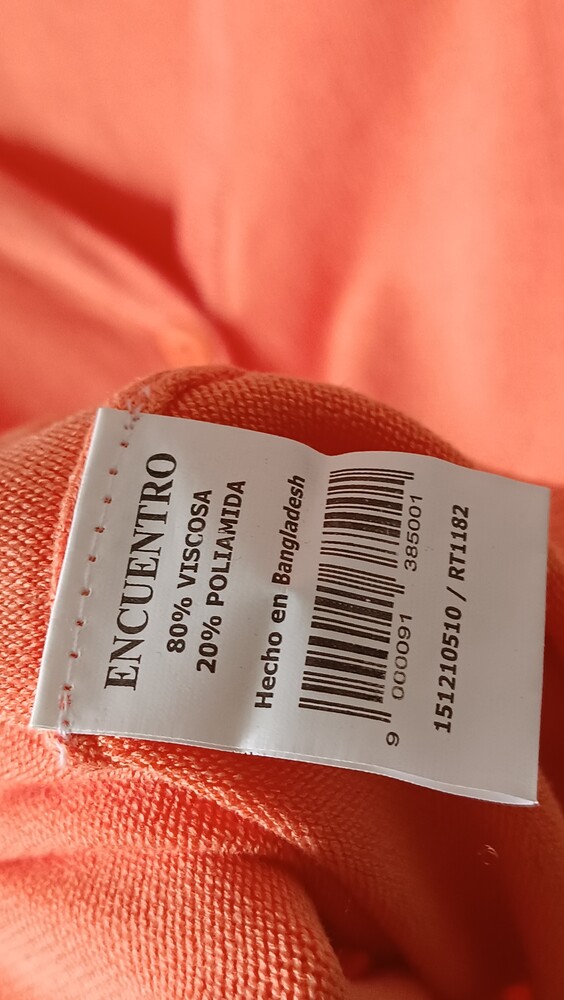 ENCUENTRO
80% VISCOSA
20% POLIAMIDA
Hecho en Bangladesh
9 000091 385001
151210510 / RT1182